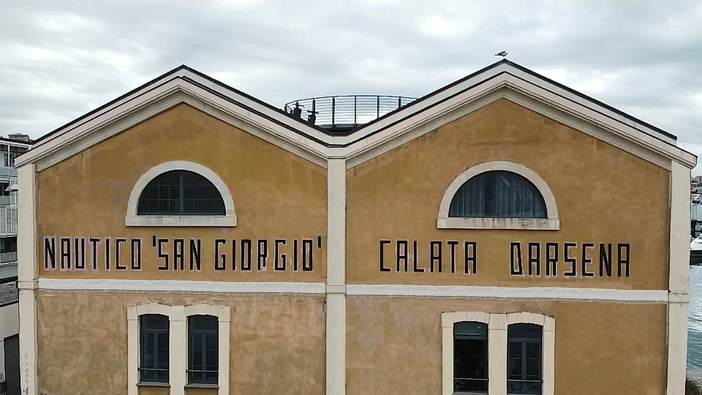 NAUTICO 'SAN GIORGIO'
CALATA DARSENA